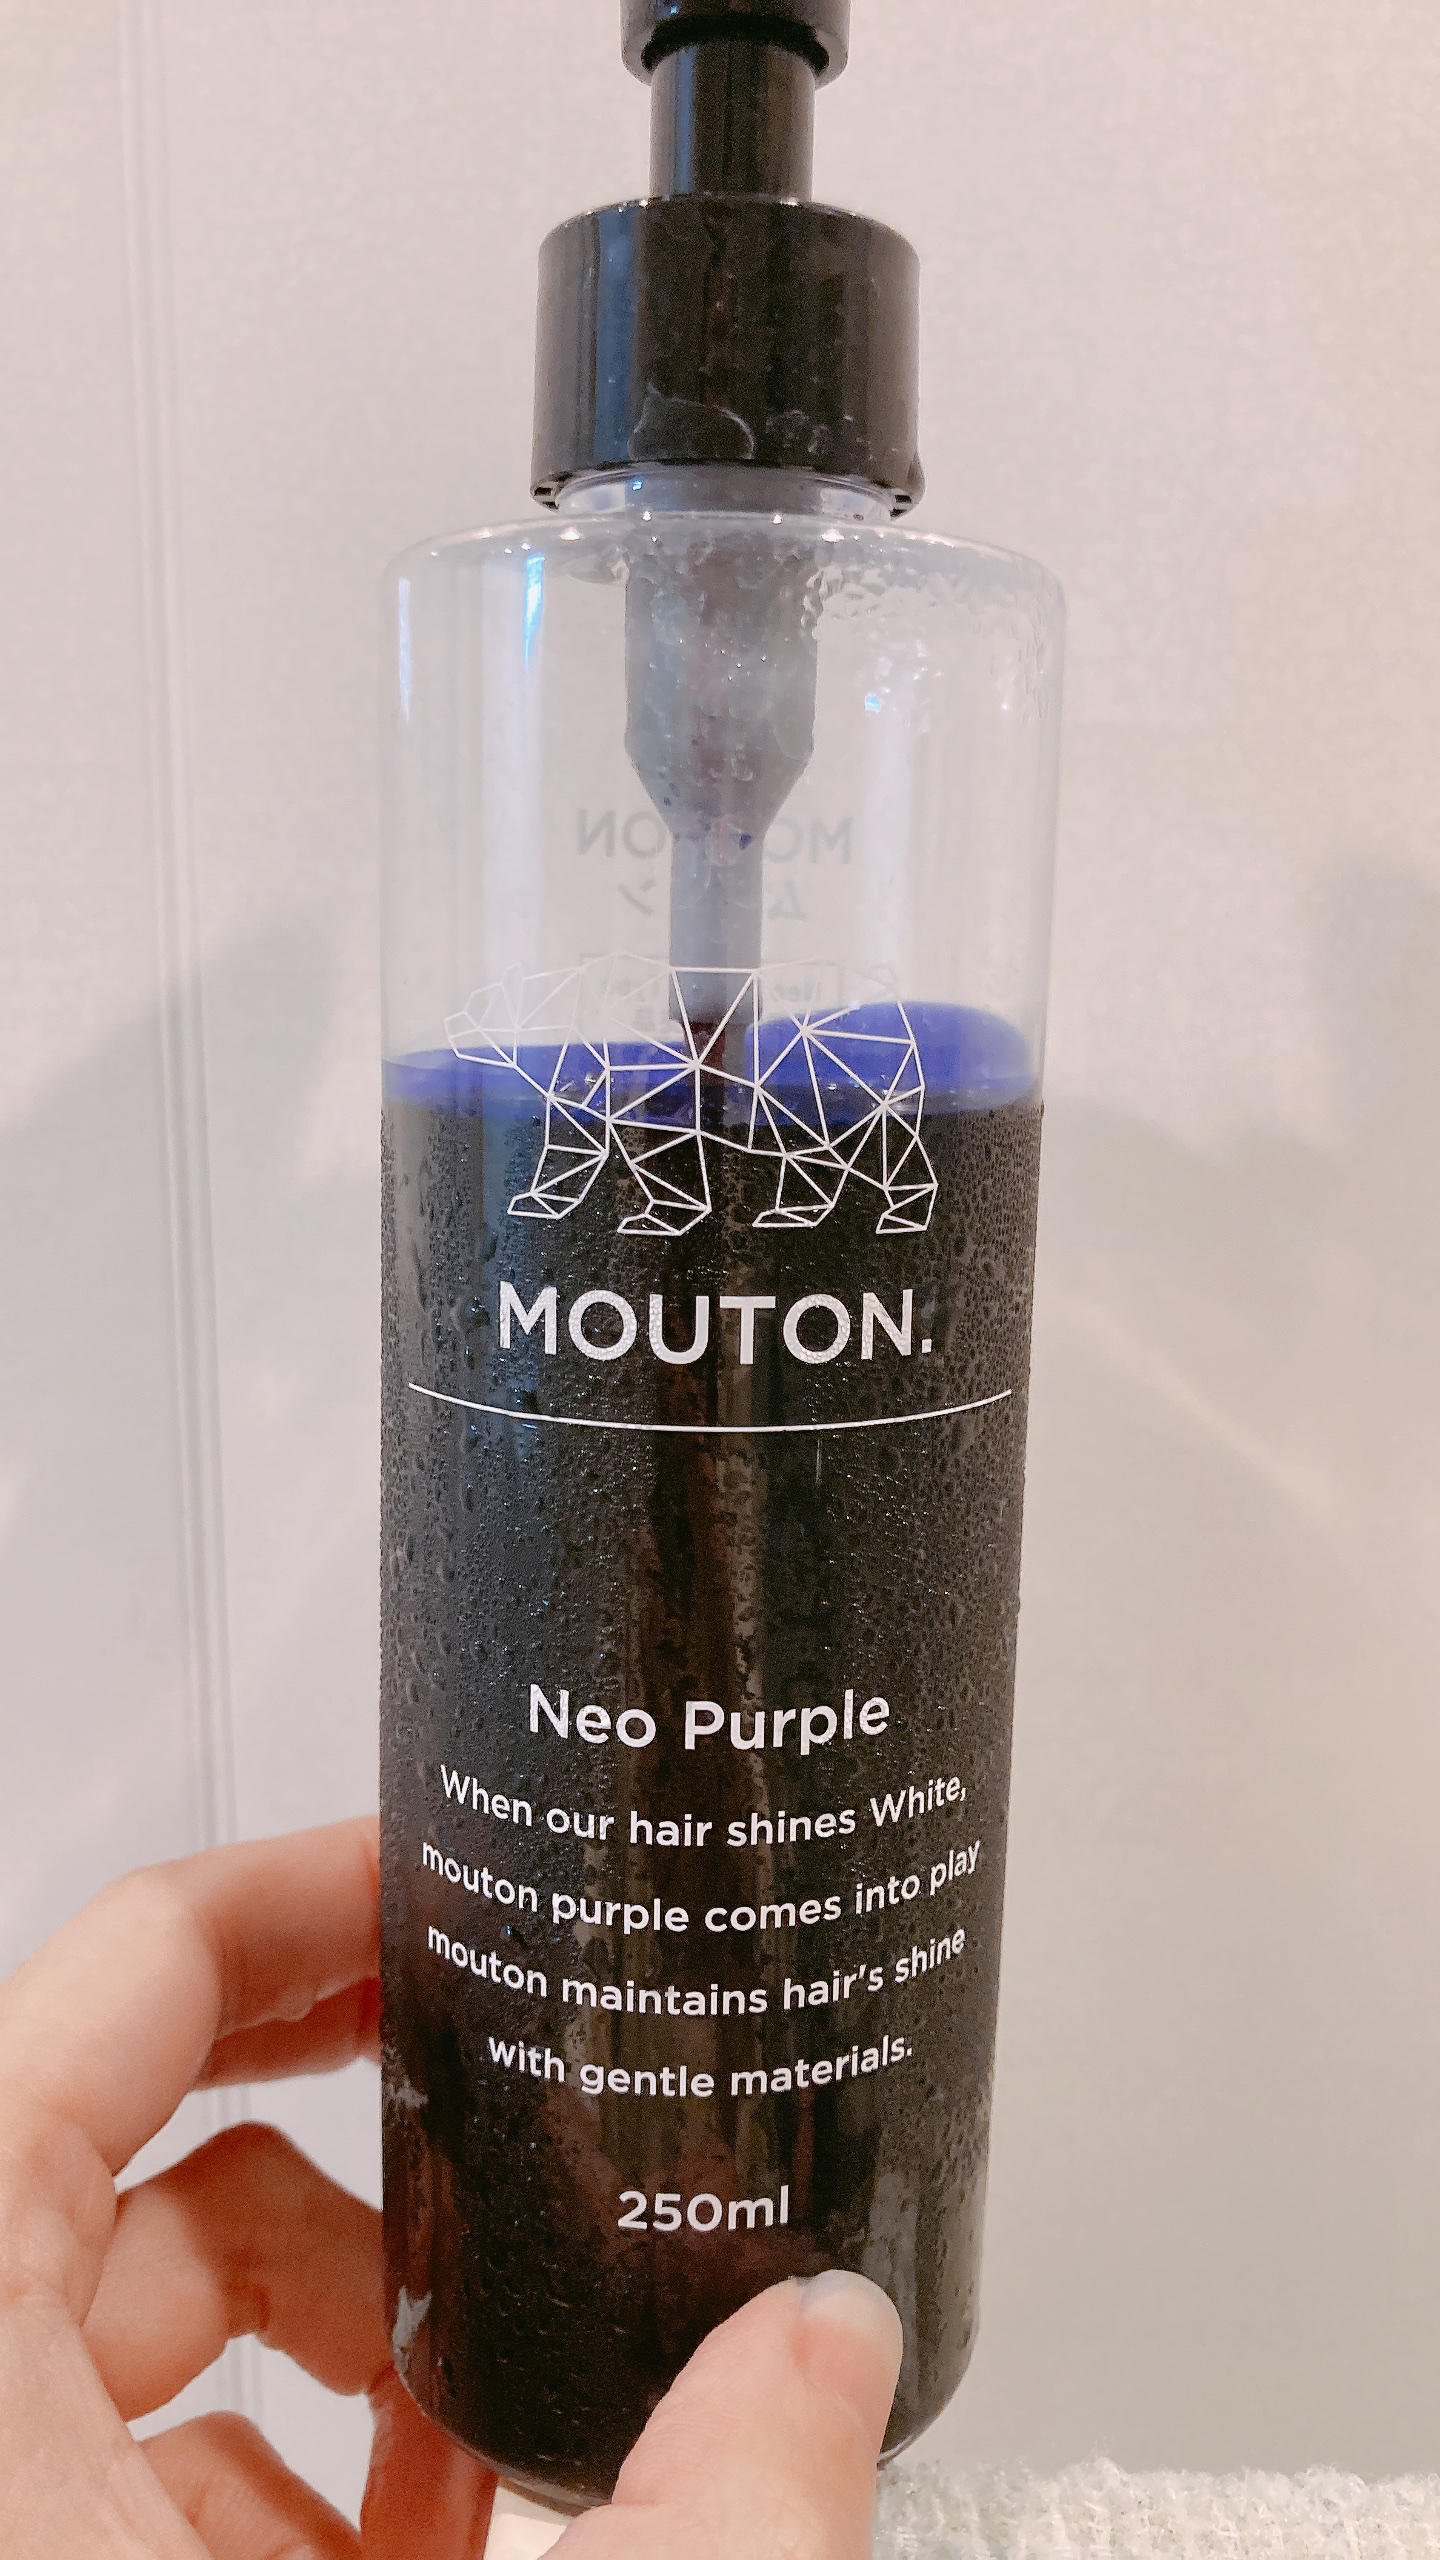 MOUTON.
Neo Purple
When our hair shines White,
mouton purple comes into play
mouton maintains hair's shine
with gentle materials.
250ml